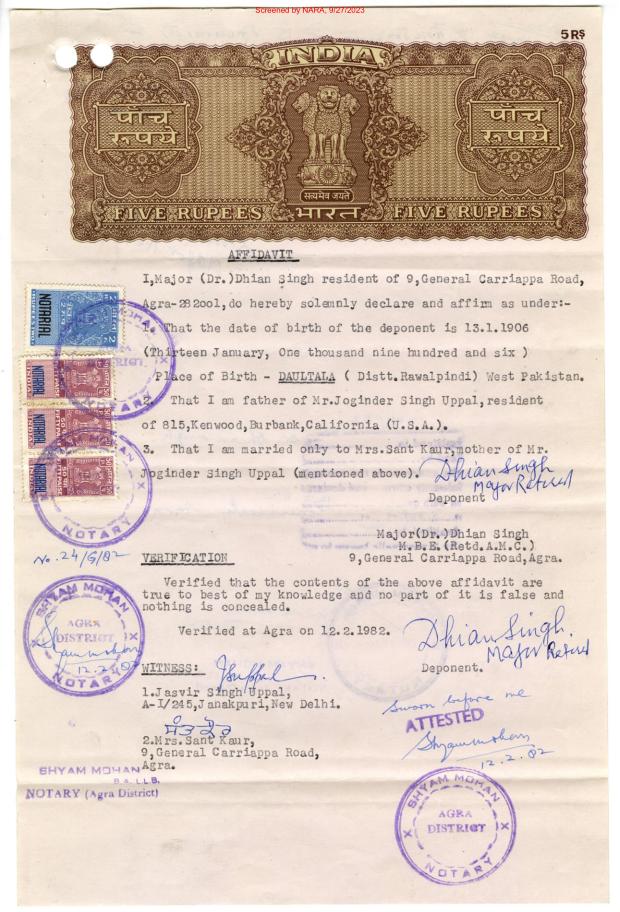 Screened by NARA, 9/27/2023
5 R$
INDIA
पाँच
रुपये
पाँच
रुपये
सत्यमेव जयते
FIVE RUPEES भारत FIVE RUPEES
AFFIDAVIT
I,Major (Dr.)Dhian Singh resident of 9,General Carriappa Road,
Agra-282ool,do hereby solemnly declare and affirm as under:-
1. That the date of birth of the deponent is 13.1.1906
(Thirteen January, One thousand nine hundred and six )
Place of Birth - DAULTALA ( Distt.Rawalpindi) West Pakistan.
2. That I am father of Mr.Joginder Singh Uppal,resident
of 815,Kenwood,Burbank,California (U.S.A.).
3. That I am married only to Mrs.Sant Kaur,mother of Mr.
Joginder Singh Uppal (mentioned above).
Dhian Singh
Major Retired
Deponent
Major(Dr.)Dhian Singh
M.B.E.(Retd.A.M.C.)
9,General Carriappa Road,Agra.
NOTARIAL
NOTARIAL
NOTARIAL
NOTARIAL
NOTARY
NOTARY
No. 24/G/82
VERIFICATION
Verified that the contents of the above affidavit are
true to best of my knowledge and no part of it is false and
nothing is concealed.
Verified at Agra on 12.2.1982.
Dhian Singh.
Major Retired
Deponent.
SHYAM MOHAN
AGRA
DISTRICT
NOTARY
Shyam mohan
12.2.82
WITNESS:
JSuppal
1.Jasvir Singh Uppal,
A-I/245,Janakpuri,New Delhi.
ਸੰਤ ਕੌਰ
2.Mrs.Sant Kaur,
9,General Carriappa Road,
Agra.
Sworn before me
ATTESTED
Shyam mohan
12.2.82
SHYAM MOHAN
B.A. LL.B.
NOTARY (Agra District)
SHYAM MOHAN
AGRA
DISTRICT
NOTARY